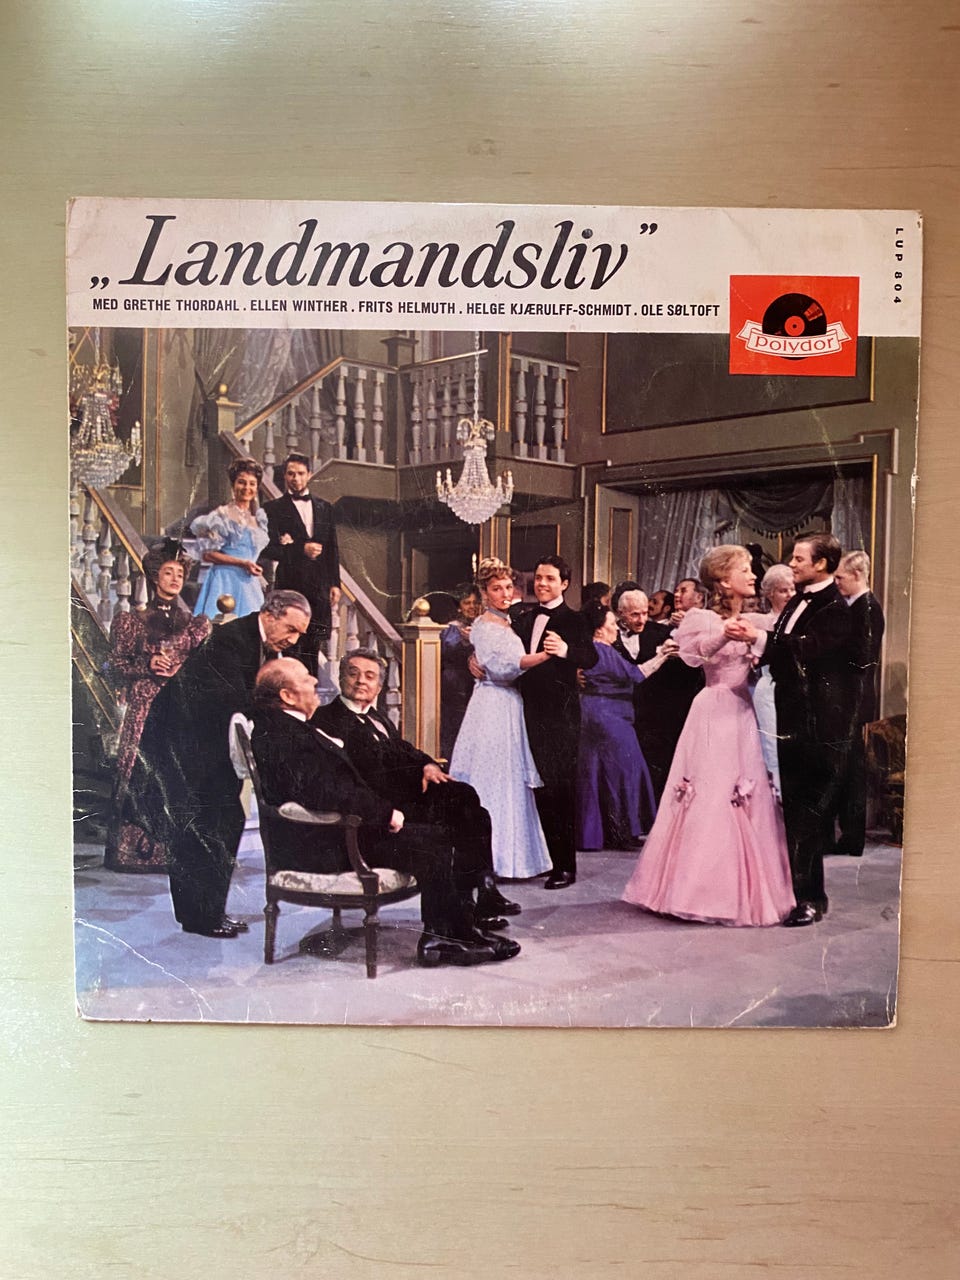 „Landmandsliv”
MED GRETHE THORDAHL . ELLEN WINTHER . FRITS HELMUTH . HELGE KJÆRULFF-SCHMIDT . OLE SØLTOFT
polydor
LUP 804